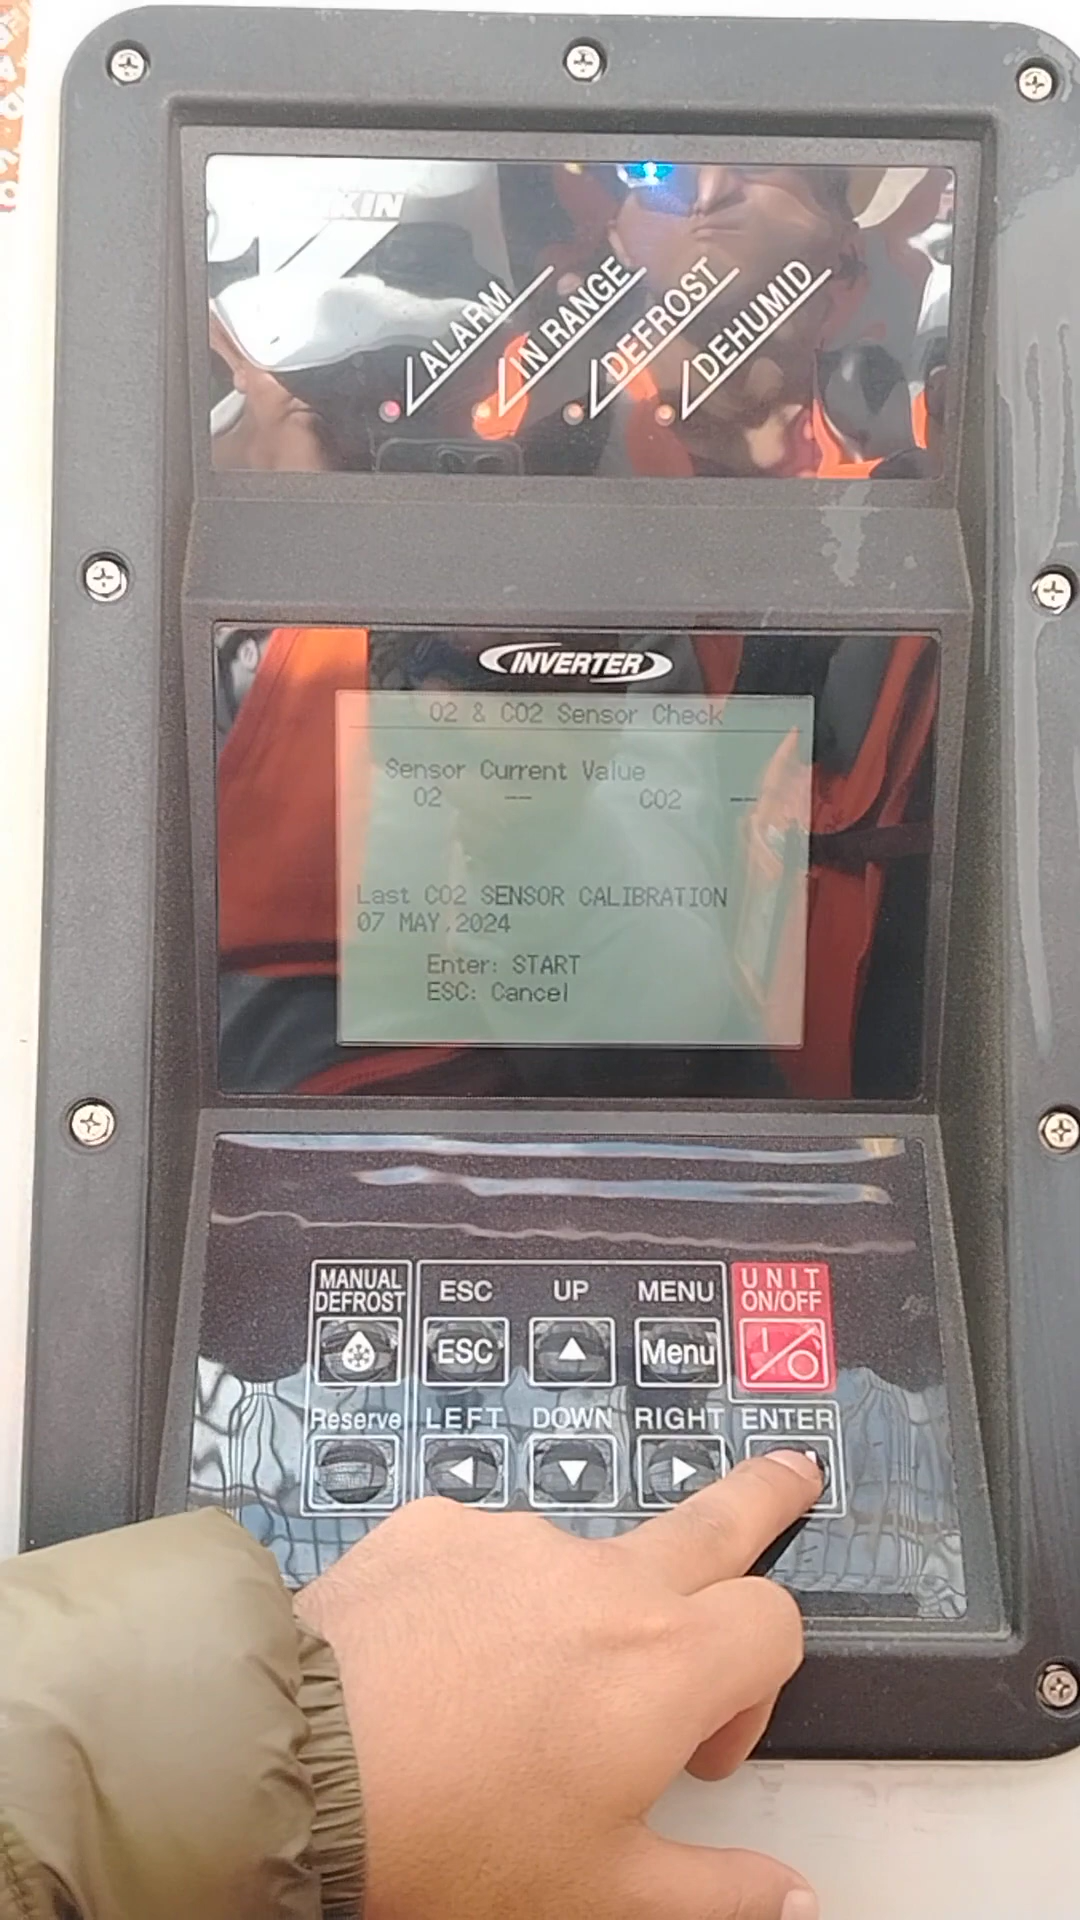 ALARM
IN RANGE
DEFROST
DEHUMID
INVERTER
O2 & CO2 Sensor Check
Sensor Current Value
O2 -- CO2 --
Last CO2 SENSOR CALIBRATION
07 MAY,2024
Enter: START
ESC: Cancel
MANUAL DEFROST
ESC
UP
MENU
UNIT ON/OFF
ESC
Menu
I/O
Reserve
LEFT
DOWN
RIGHT
ENTER